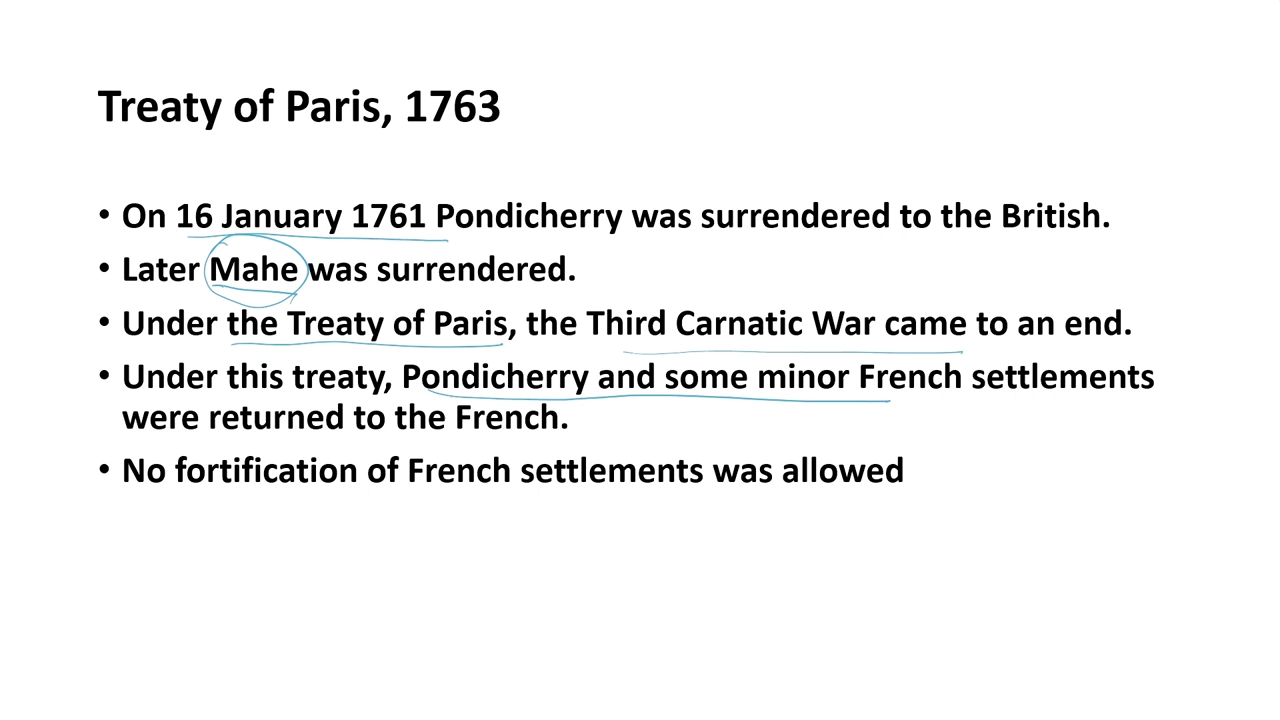 Treaty of Paris, 1763
• On 16 January 1761 Pondicherry was surrendered to the British.
• Later Mahe was surrendered.
• Under the Treaty of Paris, the Third Carnatic War came to an end.
• Under this treaty, Pondicherry and some minor French settlements
were returned to the French.
• No fortification of French settlements was allowed